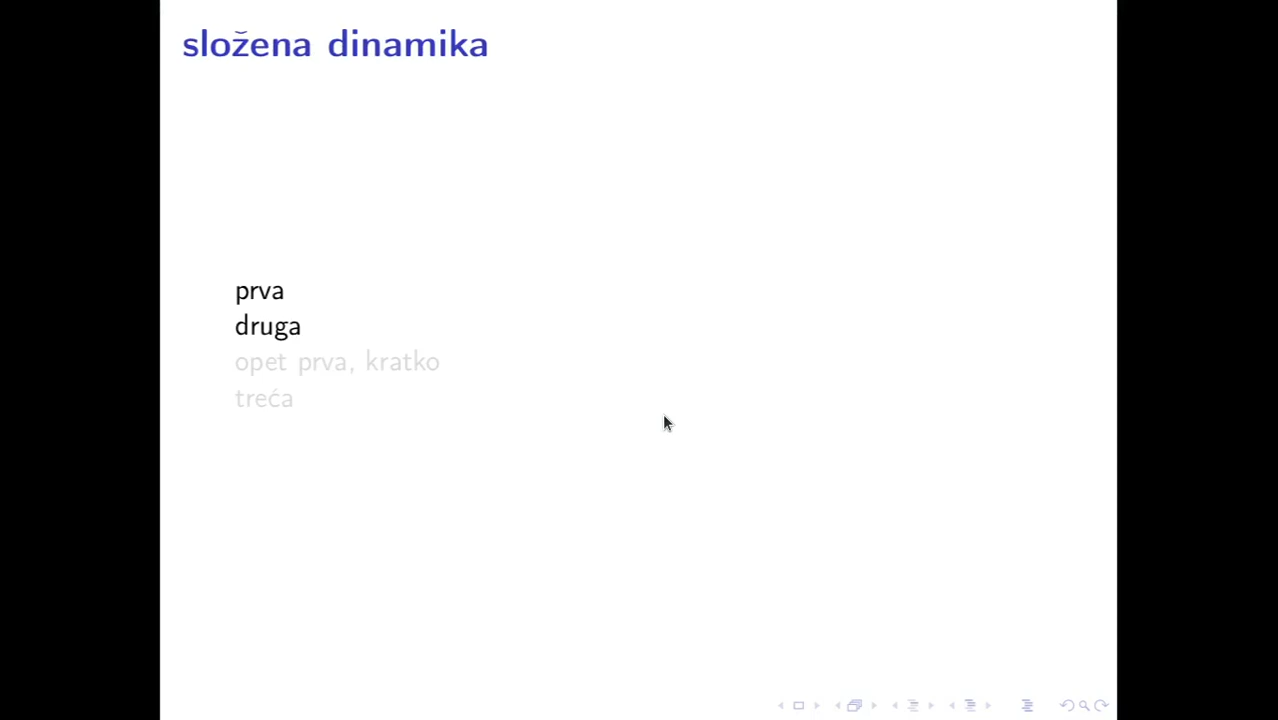 složena dinamika
prva
druga
opet prva, kratko
treća